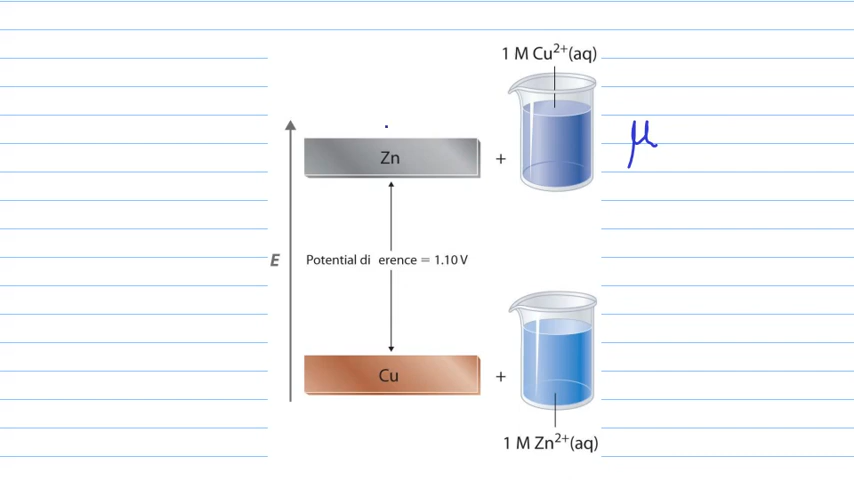 1 M Cu²⁺(aq)
μ
Zn
+
E
Potential di erence = 1.10 V
Cu
+
1 M Zn²⁺(aq)